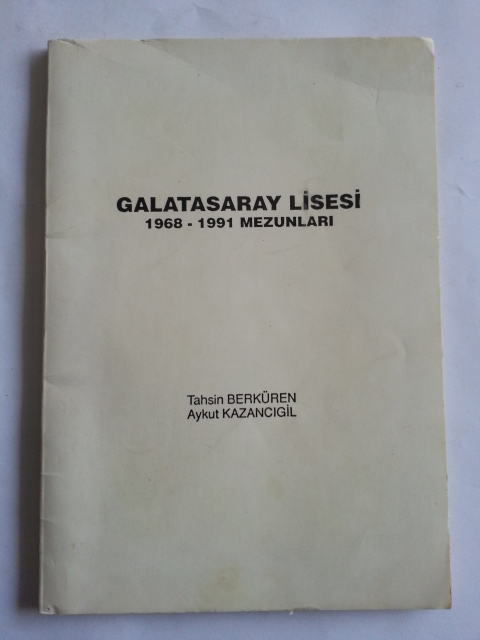 GALATASARAY LİSESİ
1968 - 1991 MEZUNLARI
Tahsin BERKÜREN
Aykut KAZANCIGİL